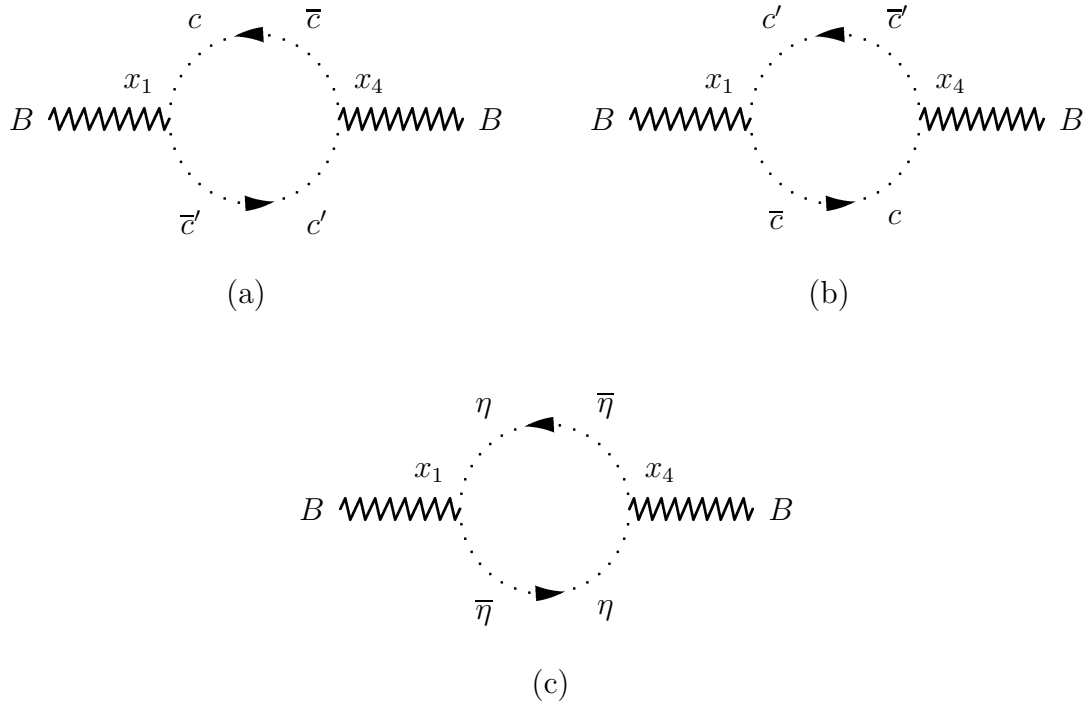 c c̅ c′ c̅′
x₁ x₄ x₁ x₄
B B B B
c̅′ c′ c̅ c
(a) (b)
η η̅
x₁ x₄
B B
η̅ η
(c)